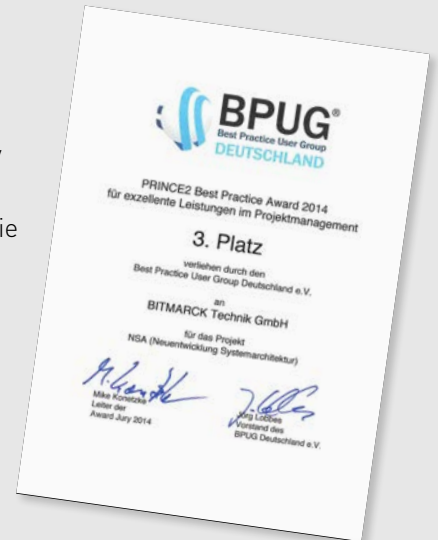 ie
BPUG®
Best Practice User Group
DEUTSCHLAND
PRINCE2 Best Practice Award 2014
für exzellente Leistungen im Projektmanagement
3. Platz
verliehen durch den
Best Practice User Group Deutschland e.V.
an
BITMARCK Technik GmbH
für das Projekt
NSA (Neuentwicklung Systemarchitektur)
Mike Konetzke
Leiter der
Award Jury 2014
Jörg Lobbes
Vorstand des
BPUG Deutschland e.V.